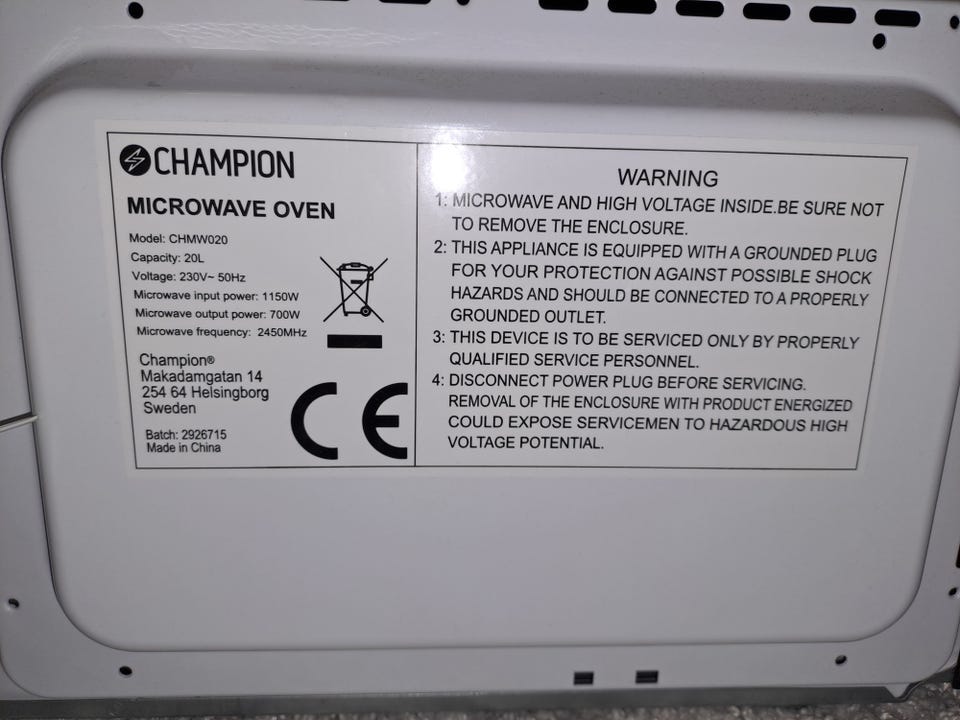 CHAMPION
MICROWAVE OVEN
Model: CHMW020
Capacity: 20L
Voltage: 230V~ 50Hz
Microwave input power: 1150W
Microwave output power: 700W
Microwave frequency: 2450MHz
Champion®
Makadamgatan 14
254 64 Helsingborg
Sweden
Batch: 2926715
Made in China
CE
WARNING
1: MICROWAVE AND HIGH VOLTAGE INSIDE.BE SURE NOT
TO REMOVE THE ENCLOSURE.
2: THIS APPLIANCE IS EQUIPPED WITH A GROUNDED PLUG
FOR YOUR PROTECTION AGAINST POSSIBLE SHOCK
HAZARDS AND SHOULD BE CONNECTED TO A PROPERLY
GROUNDED OUTLET.
3: THIS DEVICE IS TO BE SERVICED ONLY BY PROPERLY
QUALIFIED SERVICE PERSONNEL.
4: DISCONNECT POWER PLUG BEFORE SERVICING.
REMOVAL OF THE ENCLOSURE WITH PRODUCT ENERGIZED
COULD EXPOSE SERVICEMEN TO HAZARDOUS HIGH
VOLTAGE POTENTIAL.